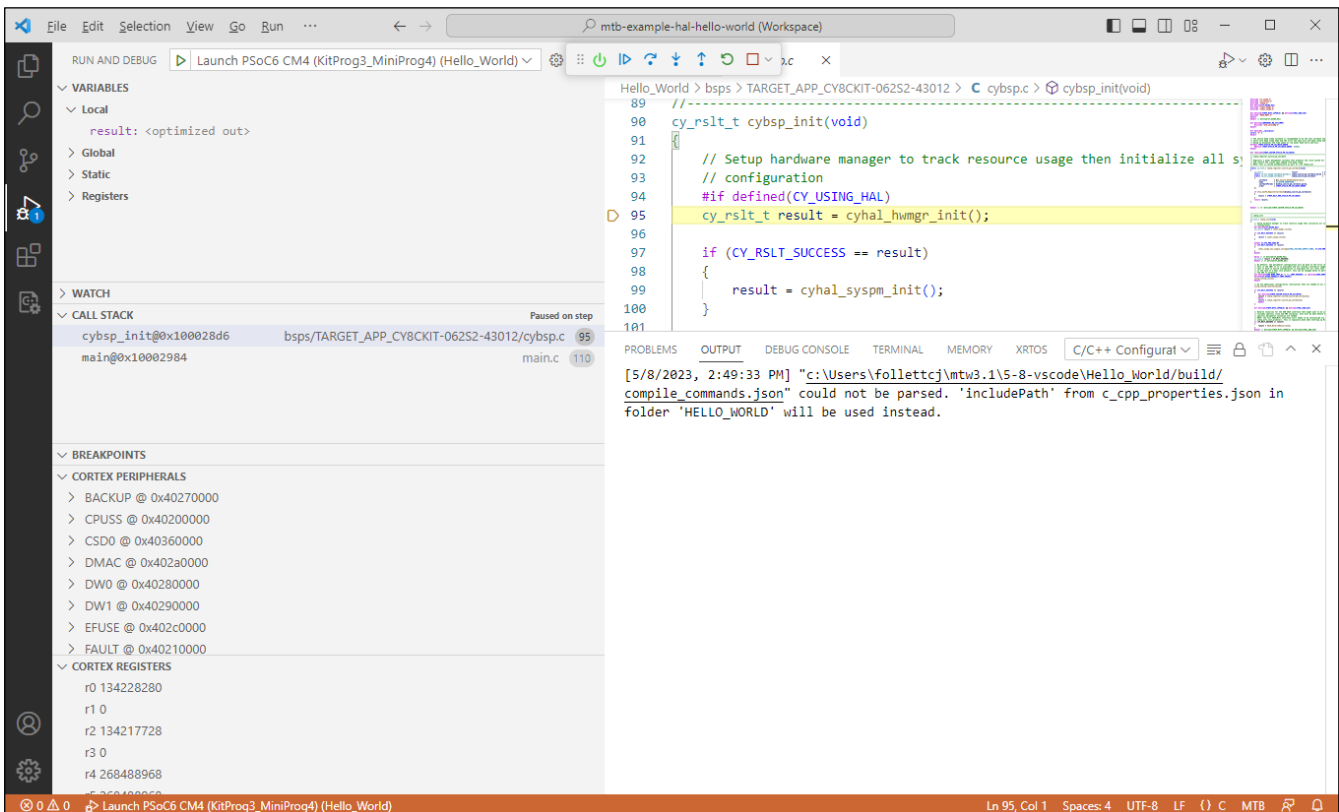 File Edit Selection View Go Run ··· mtb-example-hal-hello-world (Workspace)
RUN AND DEBUG Launch PSoC6 CM4 (KitProg3_MiniProg4) (Hello_World)
VARIABLES
Local
result: <optimized out>
Global
Static
Registers
WATCH
CALL STACK Paused on step
cybsp_init@0x100028d6 bsps/TARGET_APP_CY8CKIT-062S2-43012/cybsp.c 95
main@0x10002984 main.c 110
BREAKPOINTS
CORTEX PERIPHERALS
BACKUP @ 0x40270000
CPUSS @ 0x40200000
CSD0 @ 0x40360000
DMAC @ 0x402a0000
DW0 @ 0x40280000
DW1 @ 0x40290000
EFUSE @ 0x402c0000
FAULT @ 0x40210000
CORTEX REGISTERS
r0 134228280
r1 0
r2 134217728
r3 0
r4 268488968
1
Hello_World > bsps > TARGET_APP_CY8CKIT-062S2-43012 > C cybsp.c > cybsp_init(void)
89 //--------------------------------------------------------------------------
90 cy_rslt_t cybsp_init(void)
91 {
92 // Setup hardware manager to track resource usage then initialize all
93 // configuration
94 #if defined(CY_USING_HAL)
95 cy_rslt_t result = cyhal_hwmgr_init();
96
97 if (CY_RSLT_SUCCESS == result)
98 {
99 result = cyhal_syspm_init();
100 }
101
PROBLEMS OUTPUT DEBUG CONSOLE TERMINAL MEMORY XRTOS C/C++ Configurat
[5/8/2023, 2:49:33 PM] "c:\Users\follettcj\mtw3.1\5-8-vscode\Hello_World/build/
compile_commands.json" could not be parsed. 'includePath' from c_cpp_properties.json in
folder 'HELLO_WORLD' will be used instead.
0 0 Launch PSoC6 CM4 (KitProg3_MiniProg4) (Hello_World) Ln 95, Col 1 Spaces: 4 UTF-8 LF {} C MTB